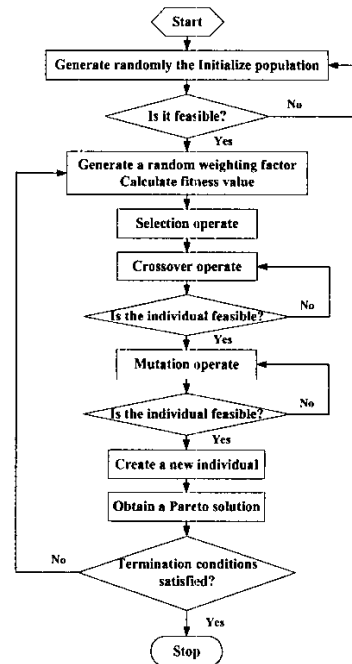 Start
Generate randomly the Initialize population
No
Is it feasible?
Yes
Generate a random weighting factor
Calculate fitness value
Selection operate
Crossover operate
No
Is the individual feasible?
Yes
Mutation operate
No
Is the individual feasible?
Yes
Create a new individual
Obtain a Pareto solution
No
Termination conditions
satisfied?
Yes
Stop